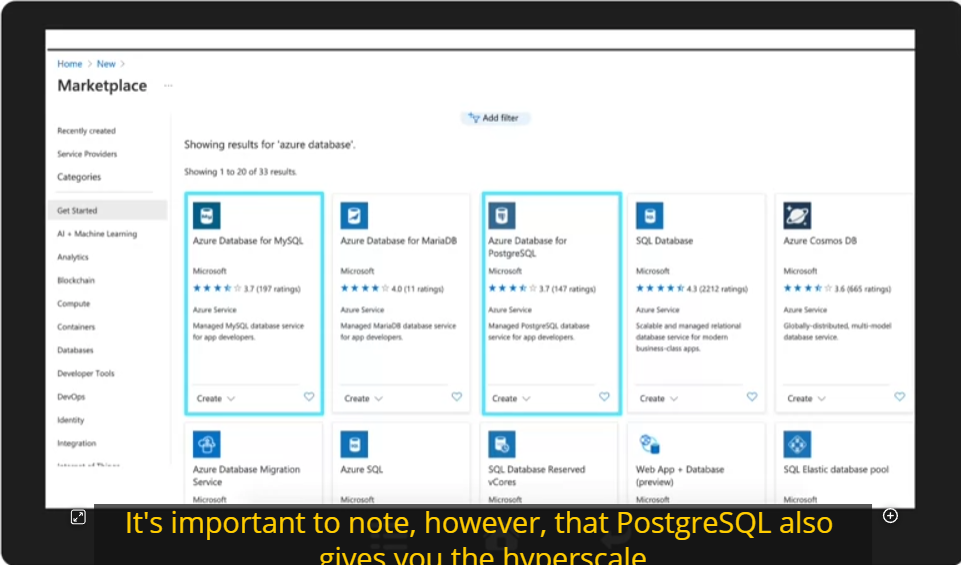 Home > New >
Marketplace ...
Add filter
Recently created
Service Providers
Categories
Get Started
AI + Machine Learning
Analytics
Blockchain
Compute
Containers
Databases
Developer Tools
DevOps
Identity
Integration
Internet of Things
Showing results for 'azure database'.
Showing 1 to 20 of 33 results.
Azure Database for MySQL
Microsoft
3.7 (197 ratings)
Azure Service
Managed MySQL database service
for app developers.
Create
Azure Database for MariaDB
Microsoft
4.0 (11 ratings)
Azure Service
Managed MariaDB database service
for app developers.
Create
Azure Database for
PostgreSQL
Microsoft
3.7 (147 ratings)
Azure Service
Managed PostgreSQL database
service for app developers.
Create
SQL Database
Microsoft
4.3 (2212 ratings)
Azure Service
Scalable and managed relational
database service for modern
business-class apps.
Create
Azure Cosmos DB
Microsoft
3.6 (665 ratings)
Azure Service
Globally-distributed, multi-model
database service.
Create
Azure Database Migration
Service
Microsoft
Azure SQL
Microsoft
SQL Database Reserved
vCores
Microsoft
Web App + Database
(preview)
Microsoft
SQL Elastic database pool
Microsoft
It's important to note, however, that PostgreSQL also
gives you the hyperscale